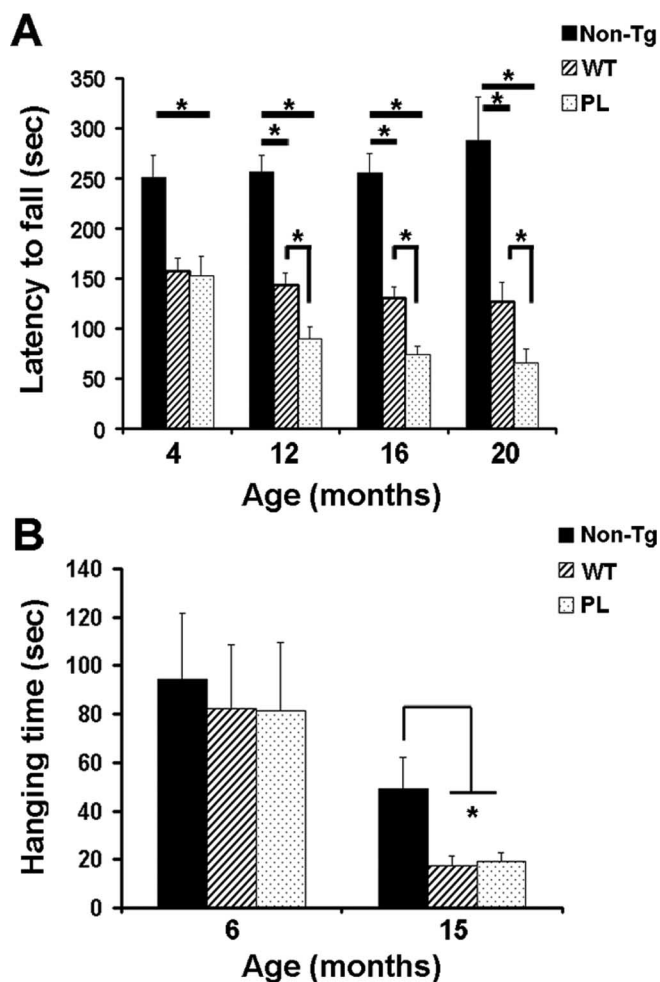 A
Non-Tg
WT
PL
Latency to fall (sec)
350
300
250
200
150
100
50
0
* * * * * * * * * *
4 12 16 20
Age (months)
B
Non-Tg
WT
PL
Hanging time (sec)
140
120
100
80
60
40
20
0
*
6 15
Age (months)